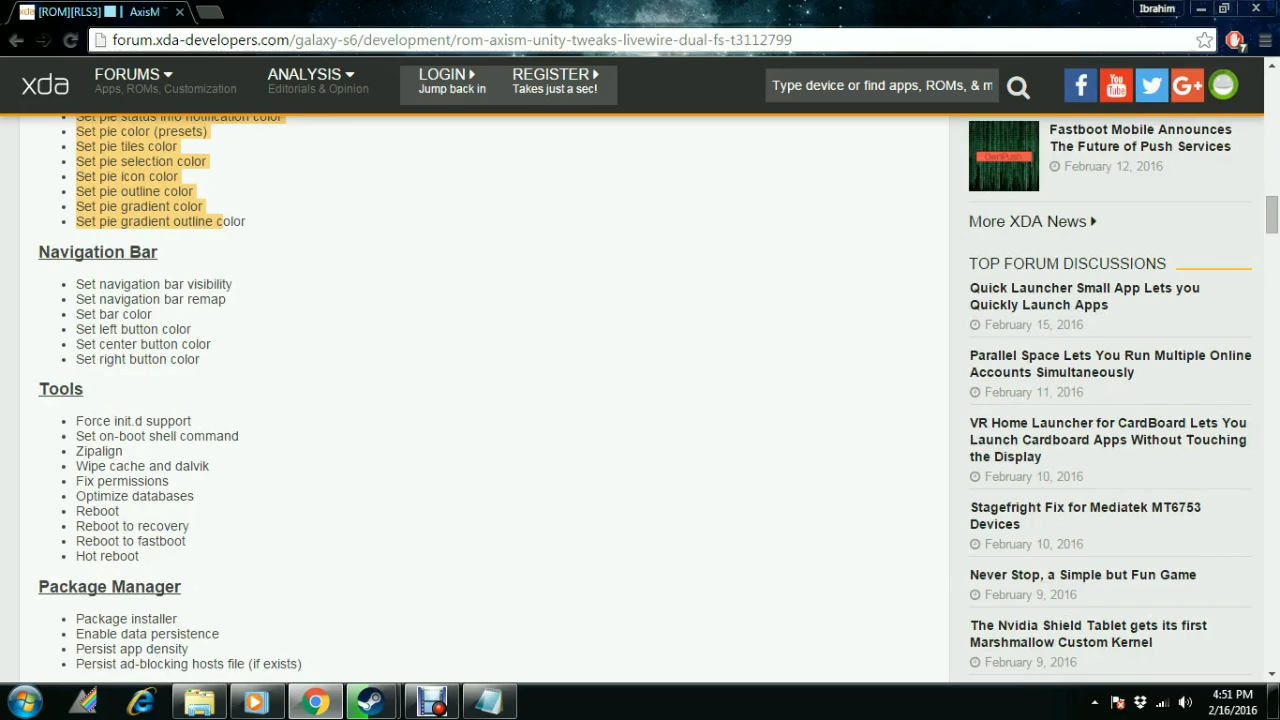 [ROM][RLS3] | AxisM
Ibrahim
forum.xda-developers.com/galaxy-s6/development/rom-axism-unity-tweaks-livewire-dual-fs-t3112799
7
xda
FORUMS
Apps, ROMs, Customization
ANALYSIS
Editorials & Opinion
LOGIN
Jump back in
REGISTER
Takes just a sec!
Type device or find apps, ROMs, & m
You Tube
G+
Set pie status info notification color
Set pie color (presets)
Set pie tiles color
Set pie selection color
Set pie icon color
Set pie outline color
Set pie gradient color
Set pie gradient outline color
Navigation Bar
Set navigation bar visibility
Set navigation bar remap
Set bar color
Set left button color
Set center button color
Set right button color
Tools
Force init.d support
Set on-boot shell command
Zipalign
Wipe cache and dalvik
Fix permissions
Optimize databases
Reboot
Reboot to recovery
Reboot to fastboot
Hot reboot
Package Manager
Package installer
Enable data persistence
Persist app density
Persist ad-blocking hosts file (if exists)
Fastboot Mobile Announces
The Future of Push Services
February 12, 2016
More XDA News
TOP FORUM DISCUSSIONS
Quick Launcher Small App Lets you
Quickly Launch Apps
February 15, 2016
Parallel Space Lets You Run Multiple Online
Accounts Simultaneously
February 11, 2016
VR Home Launcher for CardBoard Lets You
Launch Cardboard Apps Without Touching
the Display
February 10, 2016
Stagefright Fix for Mediatek MT6753
Devices
February 10, 2016
Never Stop, a Simple but Fun Game
February 9, 2016
The Nvidia Shield Tablet gets its first
Marshmallow Custom Kernel
February 9, 2016
4:51 PM
2/16/2016